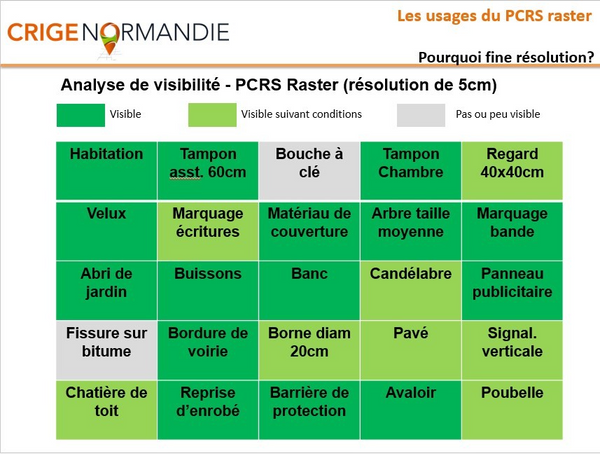 CRIGENORMANDIE
Les usages du PCRS raster
Pourquoi fine résolution?
Analyse de visibilité - PCRS Raster (résolution de 5cm)
Visible
Visible suivant conditions
Pas ou peu visible
Habitation
Tampon
asst. 60cm
Bouche à
clé
Tampon
Chambre
Regard
40x40cm
Velux
Marquage
écritures
Matériau de
couverture
Arbre taille
moyenne
Marquage
bande
Abri de
jardin
Buissons
Banc
Candélabre
Panneau
publicitaire
Fissure sur
bitume
Bordure de
voirie
Borne diam
20cm
Pavé
Signal.
verticale
Chatière de
toit
Reprise
d'enrobé
Barrière de
protection
Avaloir
Poubelle